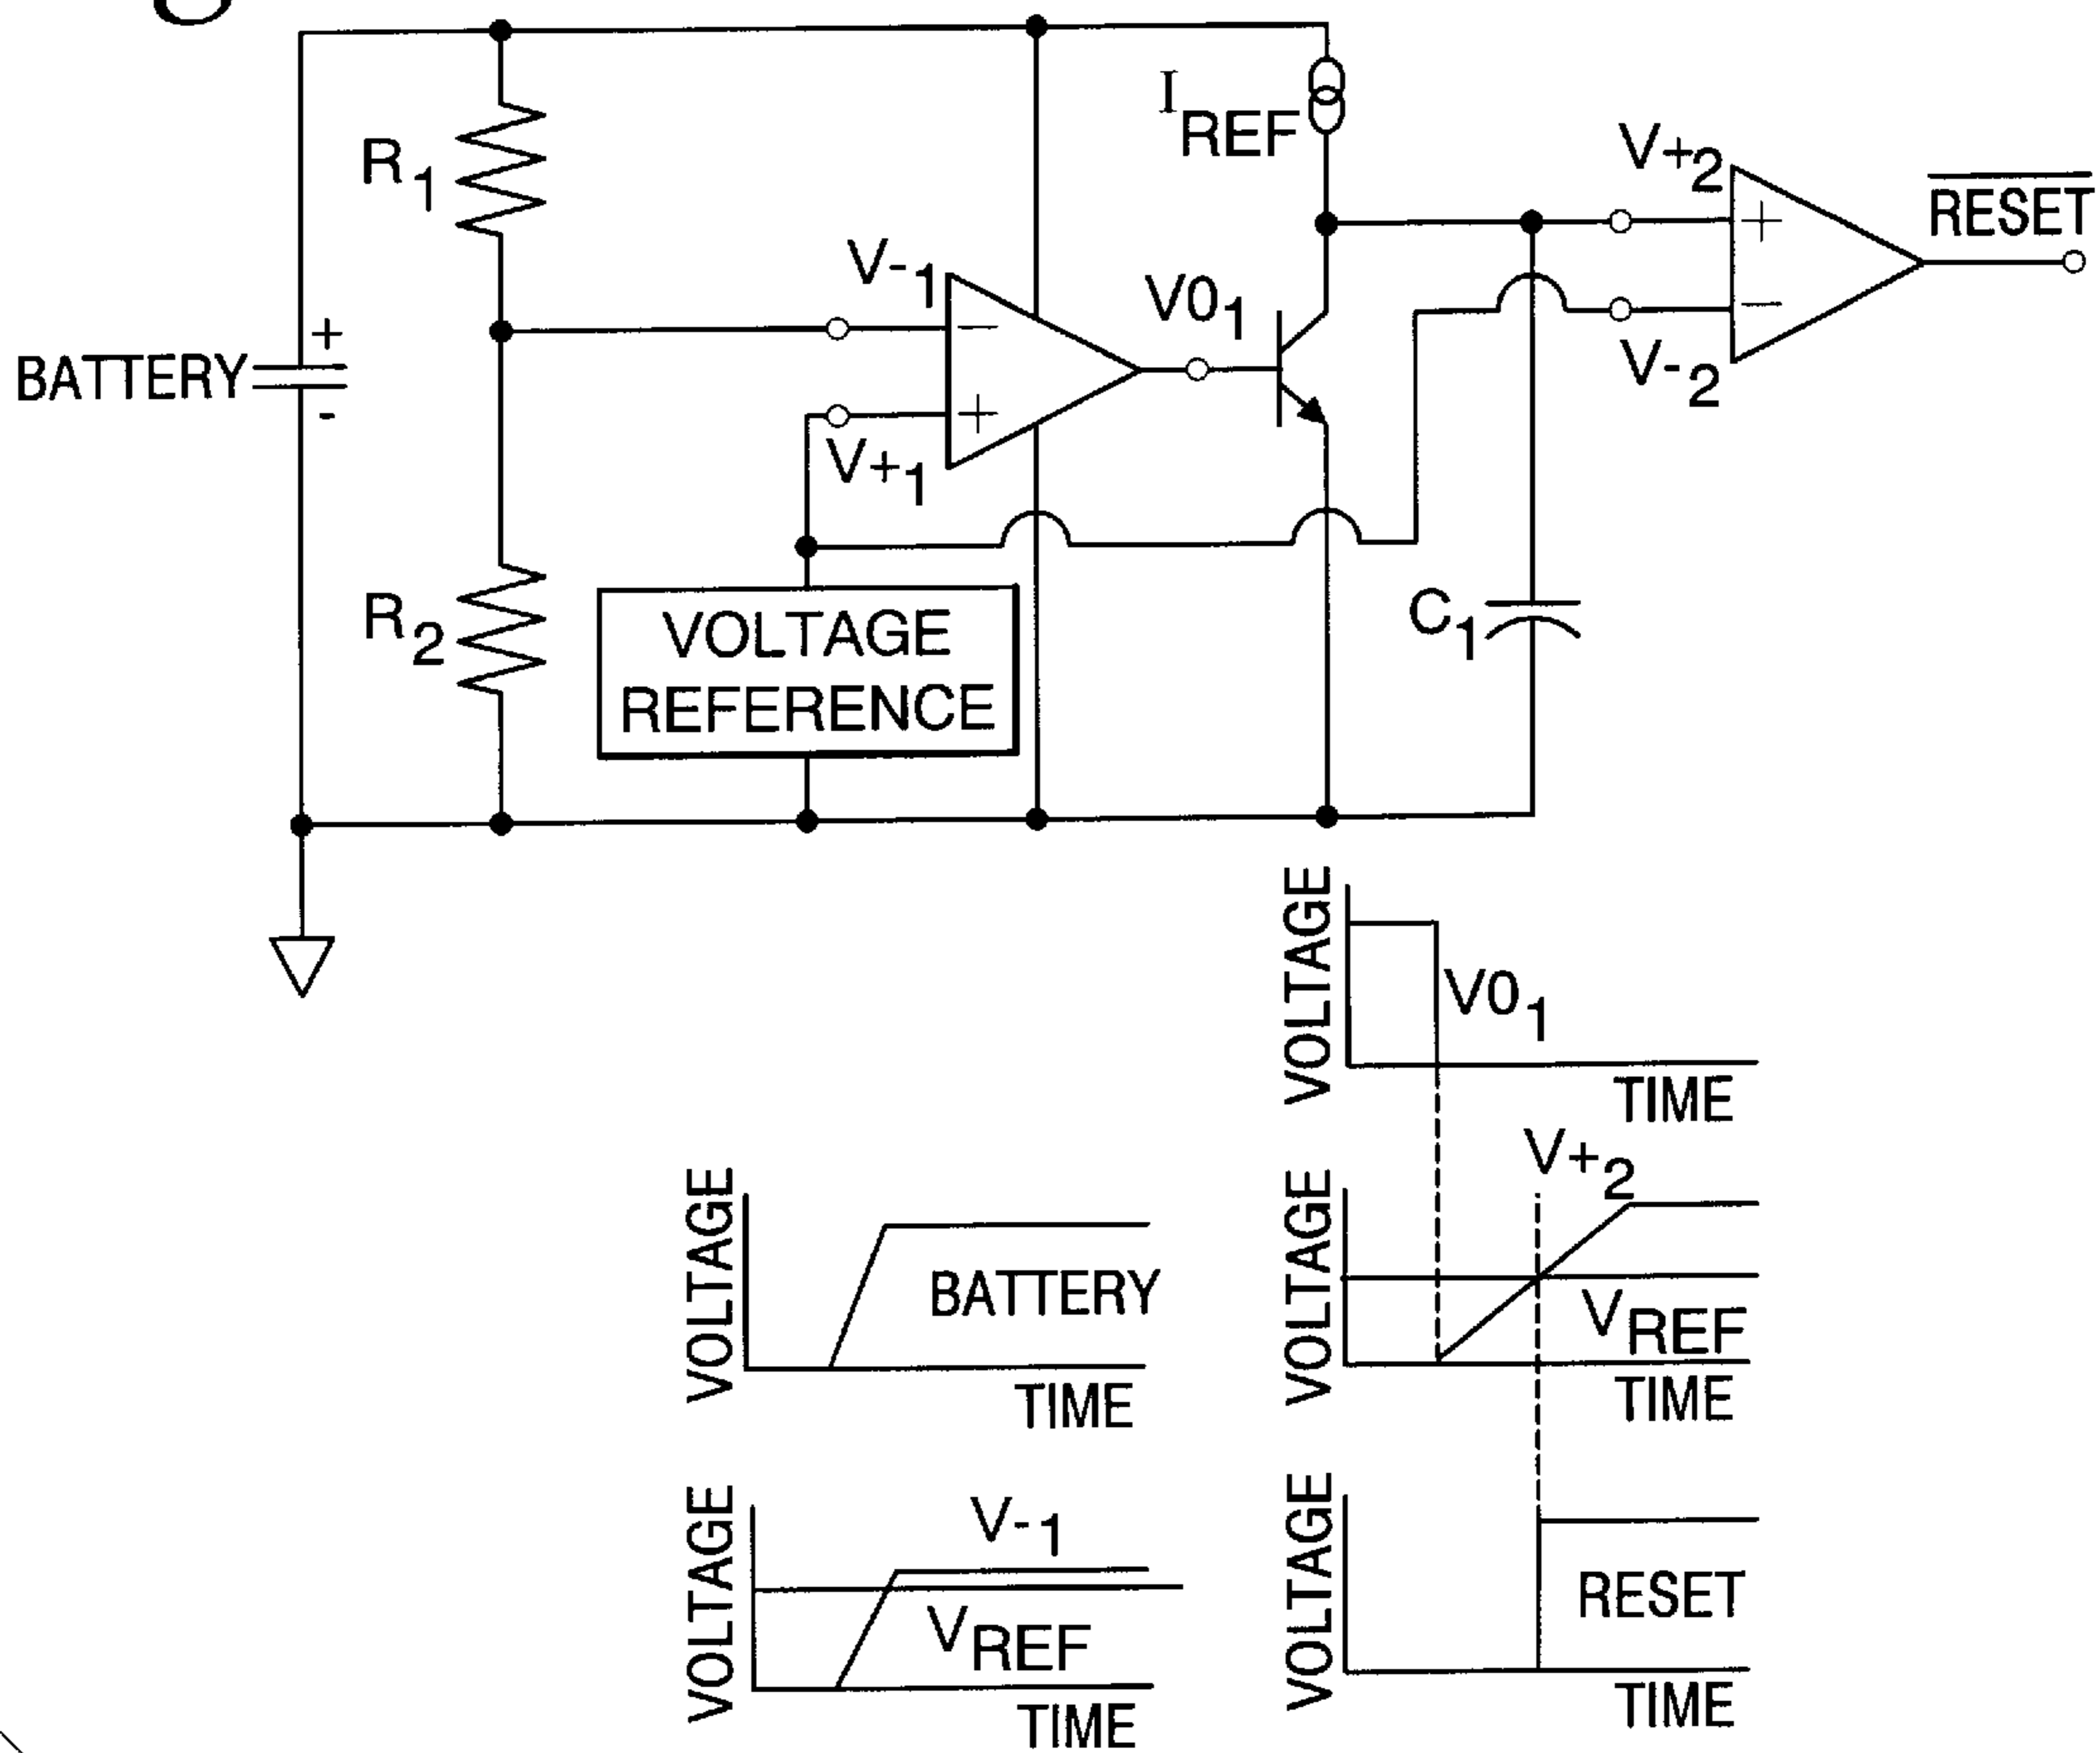 I REF
R1
V+2
RESET
V-1
V01
+
-
+
BATTERY
-
V-2
+
-
V+1
R2
VOLTAGE
REFERENCE
C1
VOLTAGE
V01
TIME
VOLTAGE
BATTERY
TIME
VOLTAGE
V+2
VREF
TIME
VOLTAGE
V-1
VREF
TIME
VOLTAGE
RESET
TIME